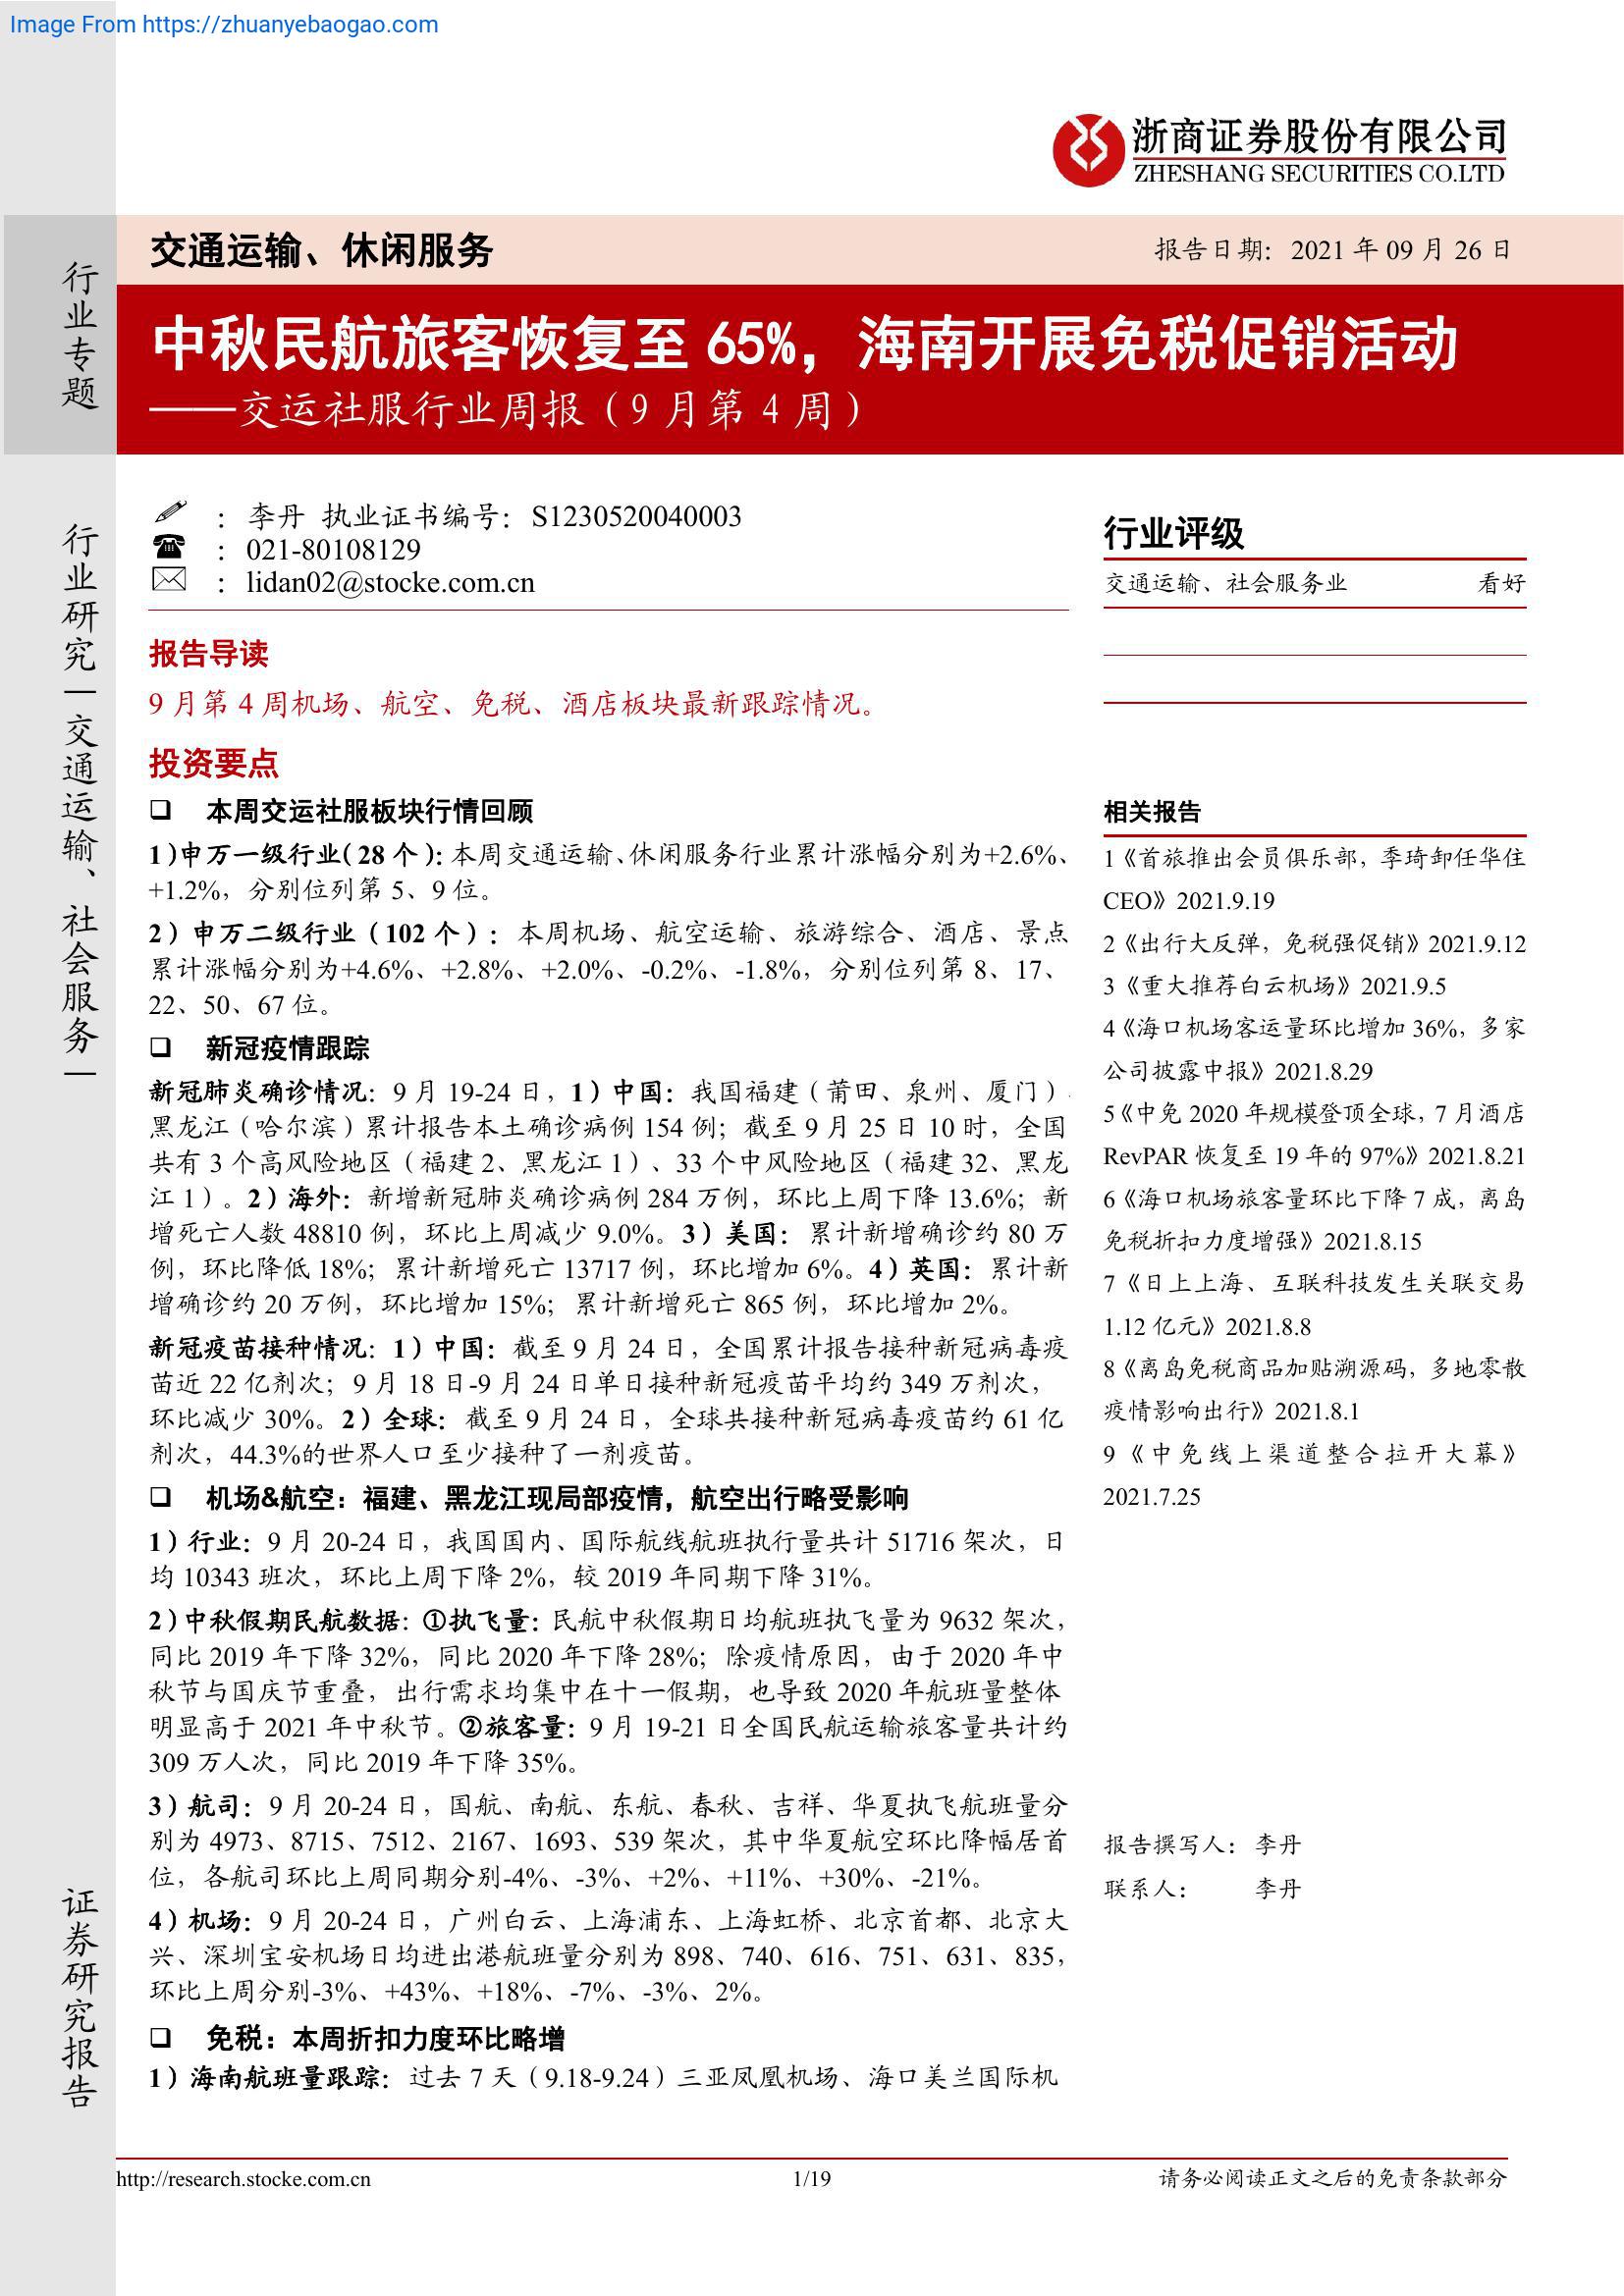 Image From https://zhuanyebaogao.com
浙商证券股份有限公司
ZHESHANG SECURITIES CO.LTD
行业专题
交通运输、休闲服务
报告日期：2021 年 09 月 26 日
中秋民航旅客恢复至 65%，海南开展免税促销活动
——交运社服行业周报（9 月第 4 周）
行业研究|交通运输、社会服务|
证券研究报告
：李丹 执业证书编号：S1230520040003
：021-80108129
：lidan02@stocke.com.cn
报告导读
9 月第 4 周机场、航空、免税、酒店板块最新跟踪情况。
投资要点
❑ 本周交运社服板块行情回顾
1）申万一级行业（28 个）：本周交通运输、休闲服务行业累计涨幅分别为+2.6%、
+1.2%，分别位列第 5、9 位。
2）申万二级行业（102 个）：本周机场、航空运输、旅游综合、酒店、景点
累计涨幅分别为+4.6%、+2.8%、+2.0%、-0.2%、-1.8%，分别位列第 8、17、
22、50、67 位。
❑ 新冠疫情跟踪
新冠肺炎确诊情况：9 月 19-24 日，1）中国：我国福建（莆田、泉州、厦门）
黑龙江（哈尔滨）累计报告本土确诊病例 154 例；截至 9 月 25 日 10 时，全国
共有 3 个高风险地区（福建 2、黑龙江 1）、33 个中风险地区（福建 32、黑龙
江 1）。2）海外：新增新冠肺炎确诊病例 284 万例，环比上周下降 13.6%；新
增死亡人数 48810 例，环比上周减少 9.0%。3）美国：累计新增确诊约 80 万
例，环比降低 18%；累计新增死亡 13717 例，环比增加 6%。4）英国：累计新
增确诊约 20 万例，环比增加 15%；累计新增死亡 865 例，环比增加 2%。
新冠疫苗接种情况：1）中国：截至 9 月 24 日，全国累计报告接种新冠病毒疫
苗近 22 亿剂次；9 月 18 日-9 月 24 日单日接种新冠疫苗平均约 349 万剂次，
环比减少 30%。2）全球：截至 9 月 24 日，全球共接种新冠病毒疫苗约 61 亿
剂次，44.3%的世界人口至少接种了一剂疫苗。
❑ 机场&航空：福建、黑龙江现局部疫情，航空出行略受影响
1）行业：9 月 20-24 日，我国国内、国际航线航班执行量共计 51716 架次，日
均 10343 班次，环比上周下降 2%，较 2019 年同期下降 31%。
2）中秋假期民航数据：①执飞量：民航中秋假期日均航班执飞量为 9632 架次，
同比 2019 年下降 32%，同比 2020 年下降 28%；除疫情原因，由于 2020 年中
秋节与国庆节重叠，出行需求均集中在十一假期，也导致 2020 年航班量整体
明显高于 2021 年中秋节。②旅客量：9 月 19-21 日全国民航运输旅客量共计约
309 万人次，同比 2019 年下降 35%。
3）航司：9 月 20-24 日，国航、南航、东航、春秋、吉祥、华夏执飞航班量分
别为 4973、8715、7512、2167、1693、539 架次，其中华夏航空环比降幅居首
位，各航司环比上周同期分别-4%、-3%、+2%、+11%、+30%、-21%。
4）机场：9 月 20-24 日，广州白云、上海浦东、上海虹桥、北京首都、北京大
兴、深圳宝安机场日均进出港航班量分别为 898、740、616、751、631、835，
环比上周分别-3%、+43%、+18%、-7%、-3%、2%。
❑ 免税：本周折扣力度环比略增
1）海南航班量跟踪：过去 7 天（9.18-9.24）三亚凤凰机场、海口美兰国际机
行业评级
交通运输、社会服务业 看好
相关报告
1《首旅推出会员俱乐部，季琦卸任华住
CEO》2021.9.19
2《出行大反弹，免税强促销》2021.9.12
3《重大推荐白云机场》2021.9.5
4《海口机场客运量环比增加 36%，多家
公司披露中报》2021.8.29
5《中免 2020 年规模登顶全球，7 月酒店
RevPAR 恢复至 19 年的 97%》2021.8.21
6《海口机场旅客量环比下降 7 成，离岛
免税折扣力度增强》2021.8.15
7《日上上海、互联科技发生关联交易
1.12 亿元》2021.8.8
8《离岛免税商品加贴溯源码，多地零散
疫情影响出行》2021.8.1
9《中免线上渠道整合拉开大幕》
2021.7.25
报告撰写人：李丹
联系人： 李丹
http://research.stocke.com.cn
1/19
请务必阅读正文之后的免责条款部分